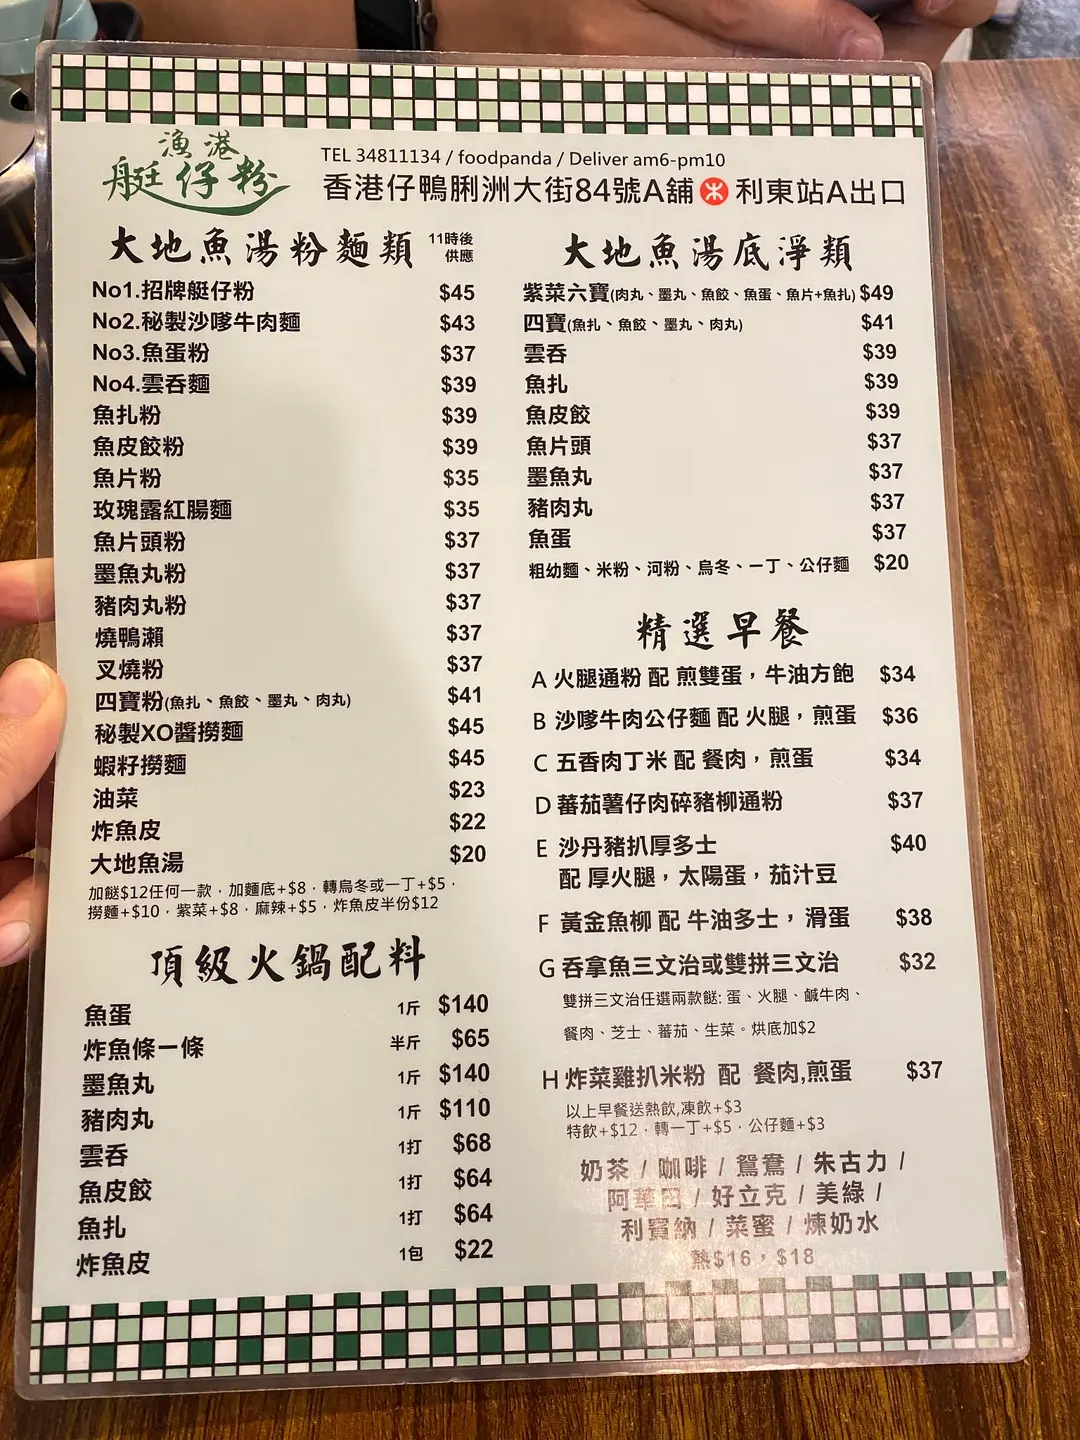 漁港
艇仔粉
TEL 34811134 / foodpanda / Deliver am6-pm10
香港仔鴨脷洲大街84號A舖 利東站A出口
大地魚湯粉麵類 11時後
供應
No1.招牌艇仔粉 $45
No2.秘製沙嗲牛肉麵 $43
No3.魚蛋粉 $37
No4.雲吞麵 $39
魚扎粉 $39
魚皮餃粉 $39
魚片粉 $35
玫瑰露紅腸麵 $35
魚片頭粉 $37
墨魚丸粉 $37
豬肉丸粉 $37
燒鴨瀨 $37
叉燒粉 $37
四寶粉(魚扎、魚餃、墨丸、肉丸) $41
秘製XO醬撈麵 $45
蝦籽撈麵 $45
油菜 $23
炸魚皮 $22
大地魚湯 $20
加餸$12任何一款．加麵底+$8．轉烏冬或一丁+$5．
撈麵+$10．紫菜+$8．麻辣+$5．炸魚皮半份$12
頂級火鍋配料
魚蛋 1斤 $140
炸魚條一條 半斤 $65
墨魚丸 1斤 $140
豬肉丸 1斤 $110
雲吞 1打 $68
魚皮餃 1打 $64
魚扎 1打 $64
炸魚皮 1包 $22
大地魚湯底淨類
紫菜六寶(肉丸、墨丸、魚餃、魚蛋、魚片+魚扎) $49
四寶(魚扎、魚餃、墨丸、肉丸) $41
雲吞 $39
魚扎 $39
魚皮餃 $39
魚片頭 $37
墨魚丸 $37
豬肉丸 $37
魚蛋 $37
粗幼麵、米粉、河粉、烏冬、一丁、公仔麵 $20
精選早餐
A 火腿通粉 配 煎雙蛋，牛油方飽 $34
B 沙嗲牛肉公仔麵 配 火腿，煎蛋 $36
C 五香肉丁米 配 餐肉，煎蛋 $34
D 蕃茄薯仔肉碎豬柳通粉 $37
E 沙丹豬扒厚多士 $40
配 厚火腿，太陽蛋，茄汁豆
F 黃金魚柳 配 牛油多士，滑蛋 $38
G 吞拿魚三文治或雙拼三文治 $32
雙拼三文治任選兩款餸: 蛋、火腿、鹹牛肉、
餐肉、芝士、蕃茄、生菜。烘底加$2
H 炸菜雞扒米粉 配 餐肉,煎蛋 $37
以上早餐送熱飲,凍飲+$3
特飲+$12．轉一丁+$5．公仔麵+$3
奶茶 / 咖啡 / 鴛鴦 / 朱古力 /
阿華田 / 好立克 / 美綠 /
利賓納 / 菜蜜 / 煉奶水
熱$16，$18